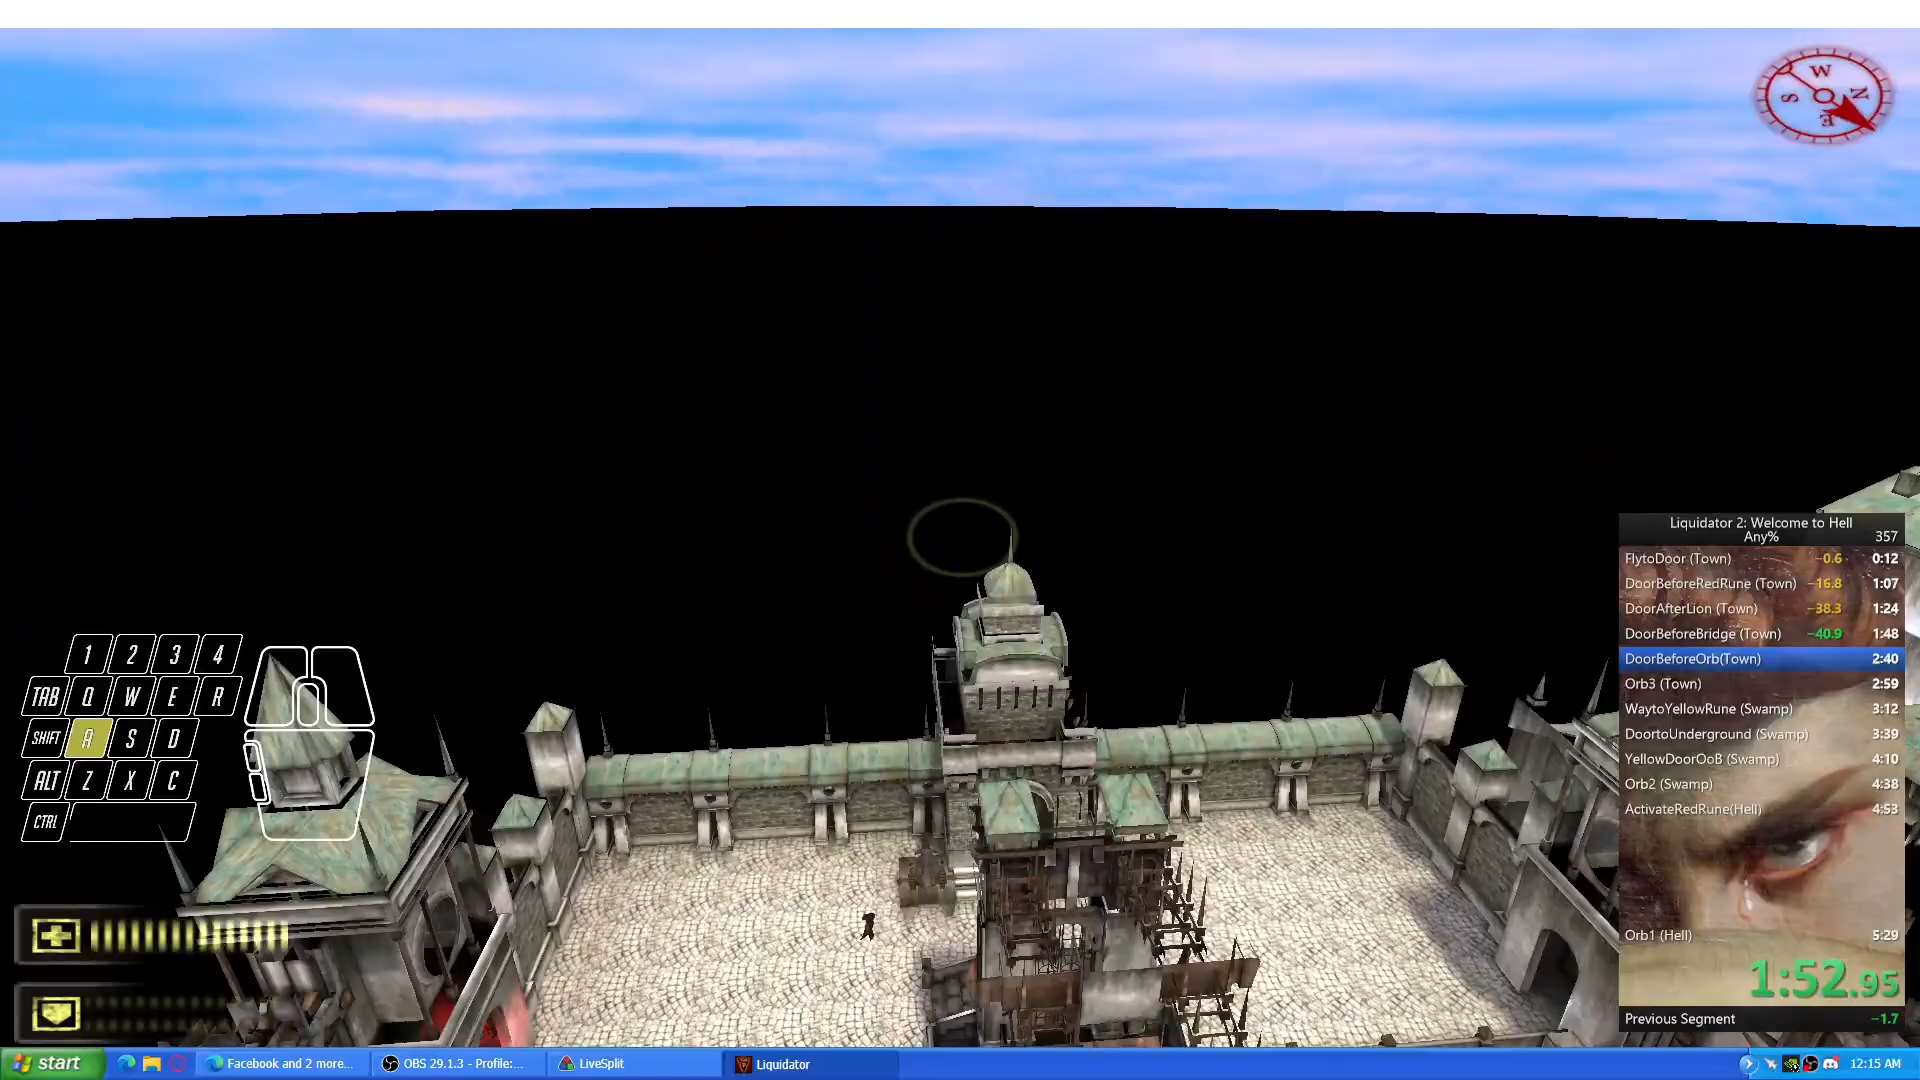 W
S N
E
Liquidator 2: Welcome to Hell
Any% 357
FlytoDoor (Town) −0.6 0:12
DoorBeforeRedRune (Town) −16.8 1:07
DoorAfterLion (Town) −38.3 1:24
DoorBeforeBridge (Town) −40.9 1:48
DoorBeforeOrb(Town) 2:40
Orb3 (Town) 2:59
WaytoYellowRune (Swamp) 3:12
DoortoUnderground (Swamp) 3:39
YellowDoorOoB (Swamp) 4:10
Orb2 (Swamp) 4:38
ActivateRedRune(Hell) 4:53
Orb1 (Hell) 5:29
1:52.95
Previous Segment −1.7
1 2 3 4
TAB Q W E R
SHIFT A S D
ALT Z X C
CTRL
start Facebook and 2 more... OBS 29.1.3 - Profile:... LiveSplit Liquidator 12:15 AM